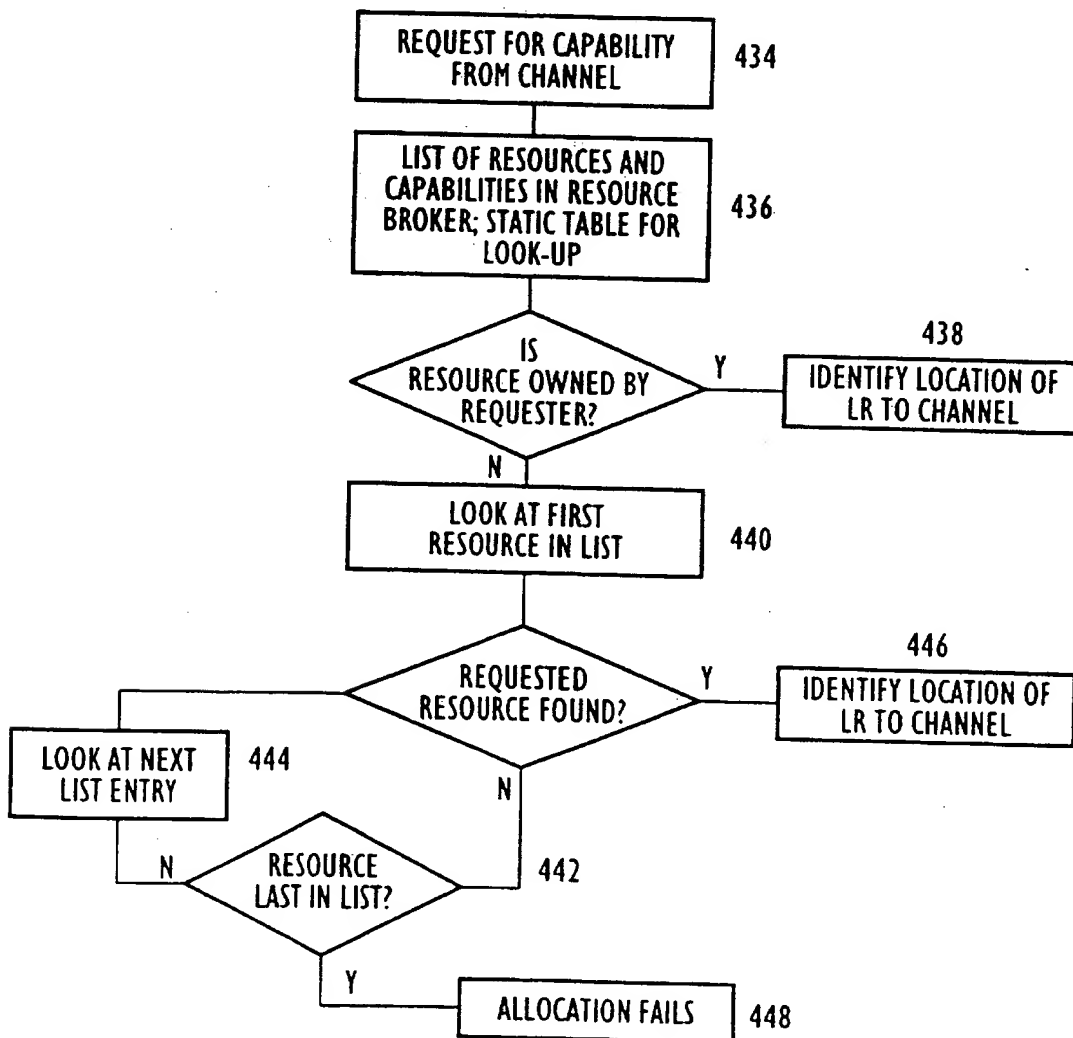 REQUEST FOR CAPABILITY
FROM CHANNEL
434
LIST OF RESOURCES AND
CAPABILITIES IN RESOURCE
BROKER; STATIC TABLE FOR
LOOK-UP
436
IS
RESOURCE OWNED BY
REQUESTER?
Y
438
IDENTIFY LOCATION OF
LR TO CHANNEL
N
LOOK AT FIRST
RESOURCE IN LIST
440
REQUESTED
RESOURCE FOUND?
Y
446
IDENTIFY LOCATION OF
LR TO CHANNEL
LOOK AT NEXT
LIST ENTRY
444
N
N
RESOURCE
LAST IN LIST?
442
Y
ALLOCATION FAILS
448